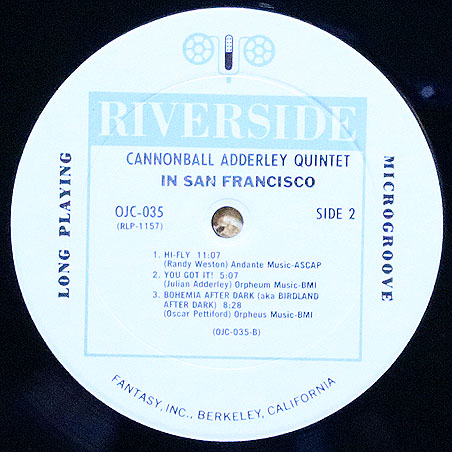 RIVERSIDE
CANNONBALL ADDERLEY QUINTET
IN SAN FRANCISCO
OJC-035
(RLP-1157)
SIDE 2
LONG PLAYING
MICROGROOVE
1. HI-FLY 11:07
(Randy Weston) Andante Music-ASCAP
2. YOU GOT IT! 5:07
(Julian Adderley) Orpheum Music-BMI
3. BOHEMIA AFTER DARK (aka BIRDLAND
AFTER DARK) 8:28
(Oscar Pettiford) Orpheus Music-BMI
(OJC-035-B)
FANTASY, INC., BERKELEY, CALIFORNIA